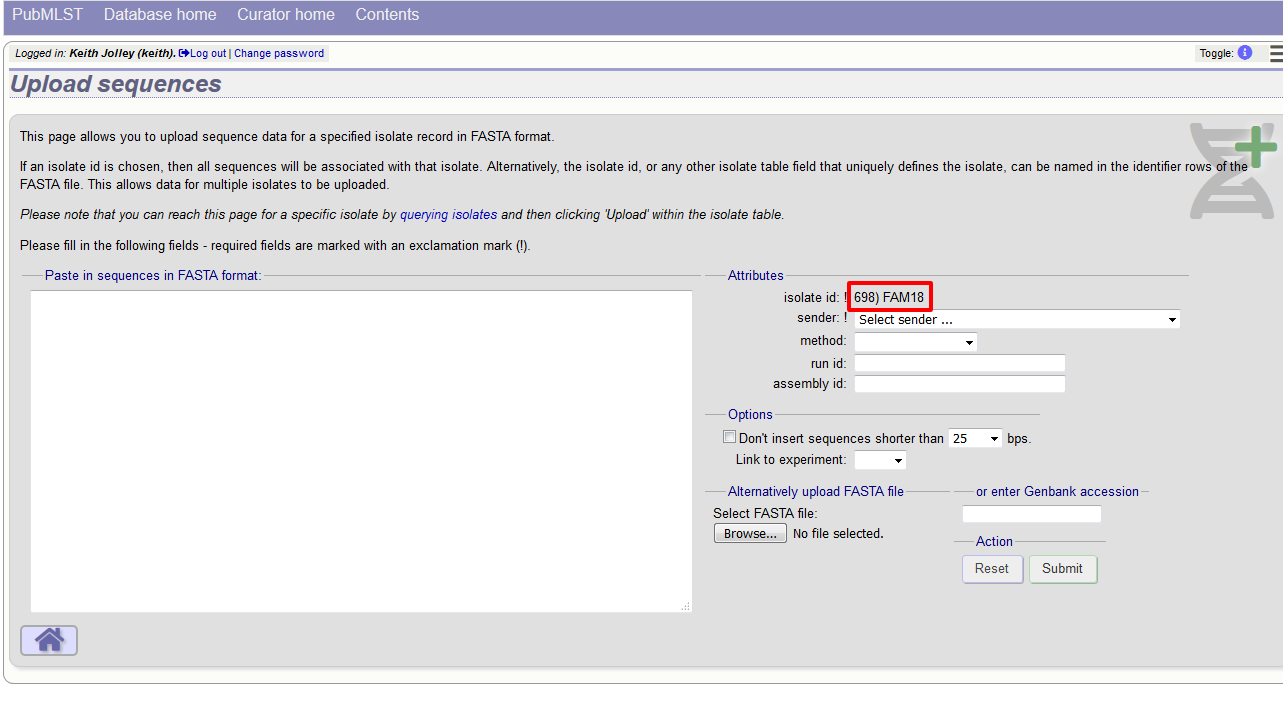 PubMLST Database home Curator home Contents
Logged in: Keith Jolley (keith). Log out | Change password
Toggle: i
Upload sequences
This page allows you to upload sequence data for a specified isolate record in FASTA format.
If an isolate id is chosen, then all sequences will be associated with that isolate. Alternatively, the isolate id, or any other isolate table field that uniquely defines the isolate, can be named in the identifier rows of the
FASTA file. This allows data for multiple isolates to be uploaded.
Please note that you can reach this page for a specific isolate by querying isolates and then clicking 'Upload' within the isolate table.
Please fill in the following fields - required fields are marked with an exclamation mark (!).
Paste in sequences in FASTA format:
Attributes
isolate id: ! 698) FAM18
sender: ! Select sender ...
method:
run id:
assembly id:
Options
Don't insert sequences shorter than 25 bps.
Link to experiment:
Alternatively upload FASTA file
Select FASTA file:
Browse... No file selected.
or enter Genbank accession
Action
Reset Submit